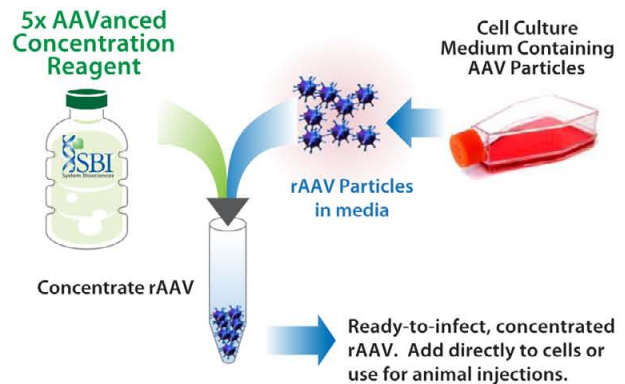 5x AAVanced
Concentration
Reagent
Cell Culture
Medium Containing
AAV Particles
SBI
System Biosciences
rAAV Particles
in media
Concentrate rAAV
Ready-to-infect, concentrated
rAAV. Add directly to cells or
use for animal injections.